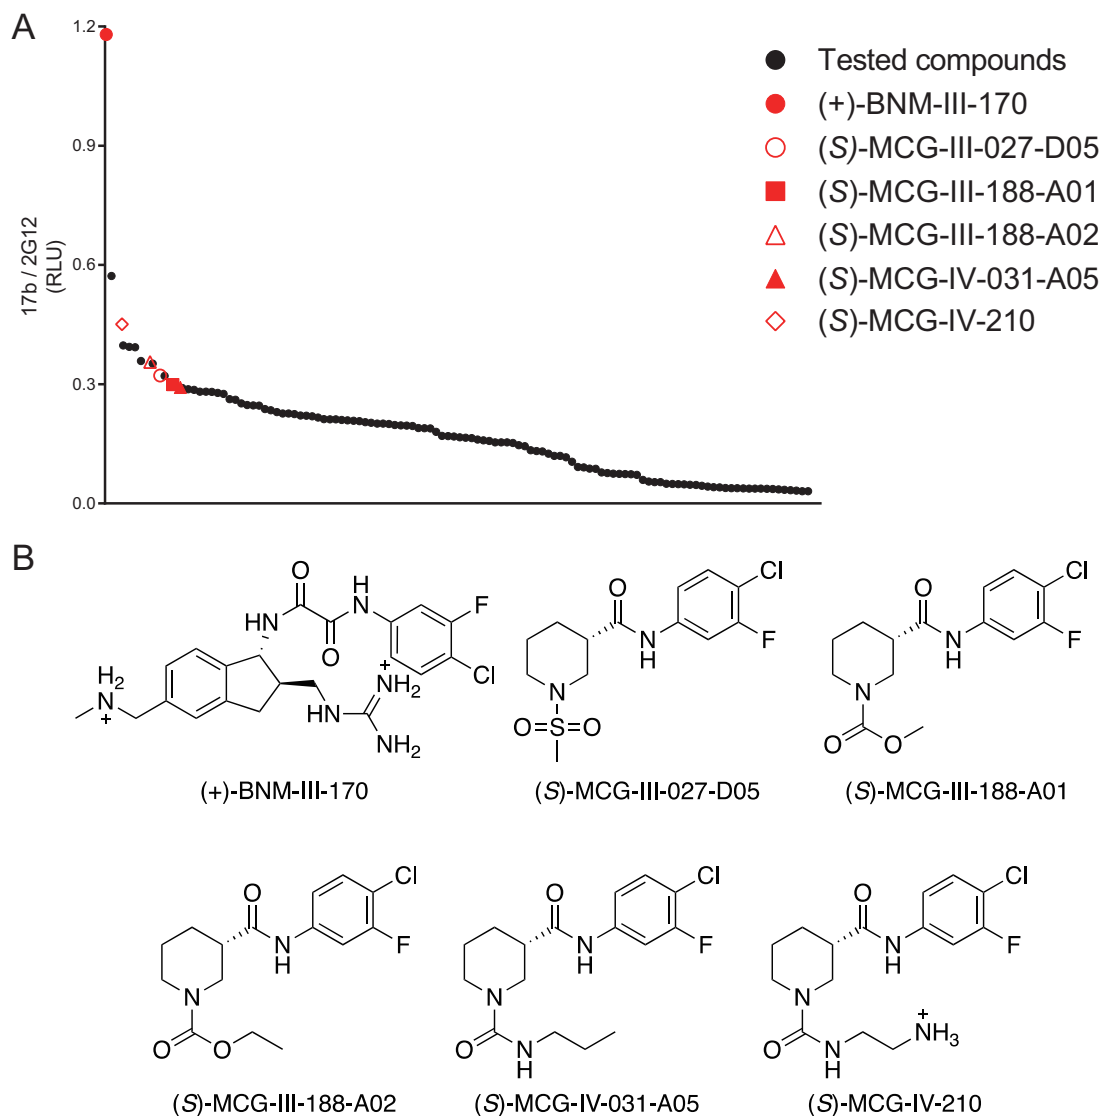 A
1.2
0.9
0.6
0.3
0.0
17b / 2G12
(RLU)
Tested compounds
(+)-BNM-III-170
(S)-MCG-III-027-D05
(S)-MCG-III-188-A01
(S)-MCG-III-188-A02
(S)-MCG-IV-031-A05
(S)-MCG-IV-210
B
O
H
N
HN
F
O
Cl
+
NH2
H2
N
+
HN
NH2
(+)-BNM-III-170
O
Cl
N
H
F
N
O=S=O
(S)-MCG-III-027-D05
O
Cl
N
H
F
N
O
O
(S)-MCG-III-188-A01
O
Cl
N
H
F
N
O
O
(S)-MCG-III-188-A02
O
Cl
N
H
F
N
O
N
H
(S)-MCG-IV-031-A05
O
Cl
N
H
F
N
+
NH3
O
N
H
(S)-MCG-IV-210